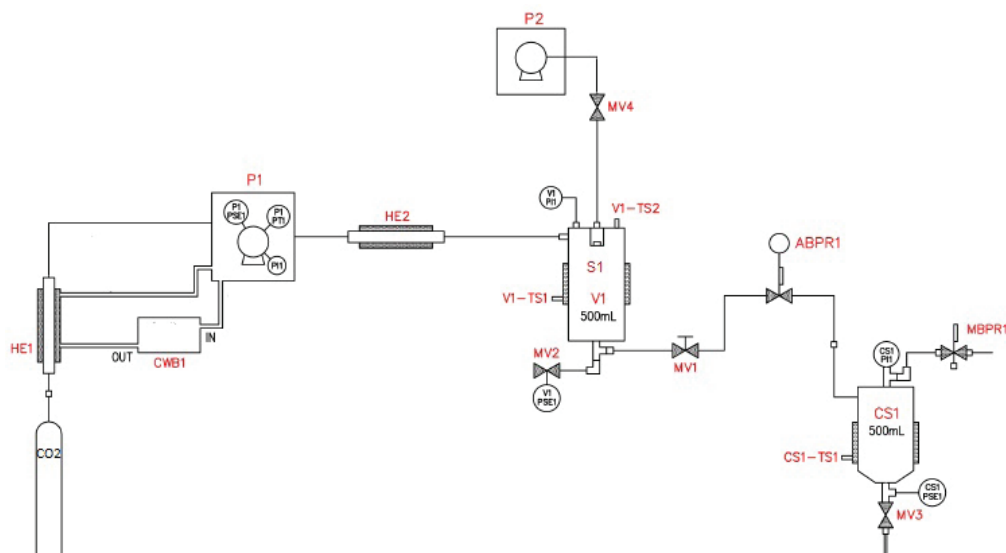 P2
MV4
P1
P1
PSE1
P1
PT1
PI1
HE2
V1
PI1
V1-TS2
S1
V1
500mL
V1-TS1
ABPR1
MBPR1
HE1
OUT
CWB1
IN
MV2
V1
PSE1
MV1
CS1
PI1
CS1
500mL
CS1-TS1
CS1
PSE1
MV3
CO2